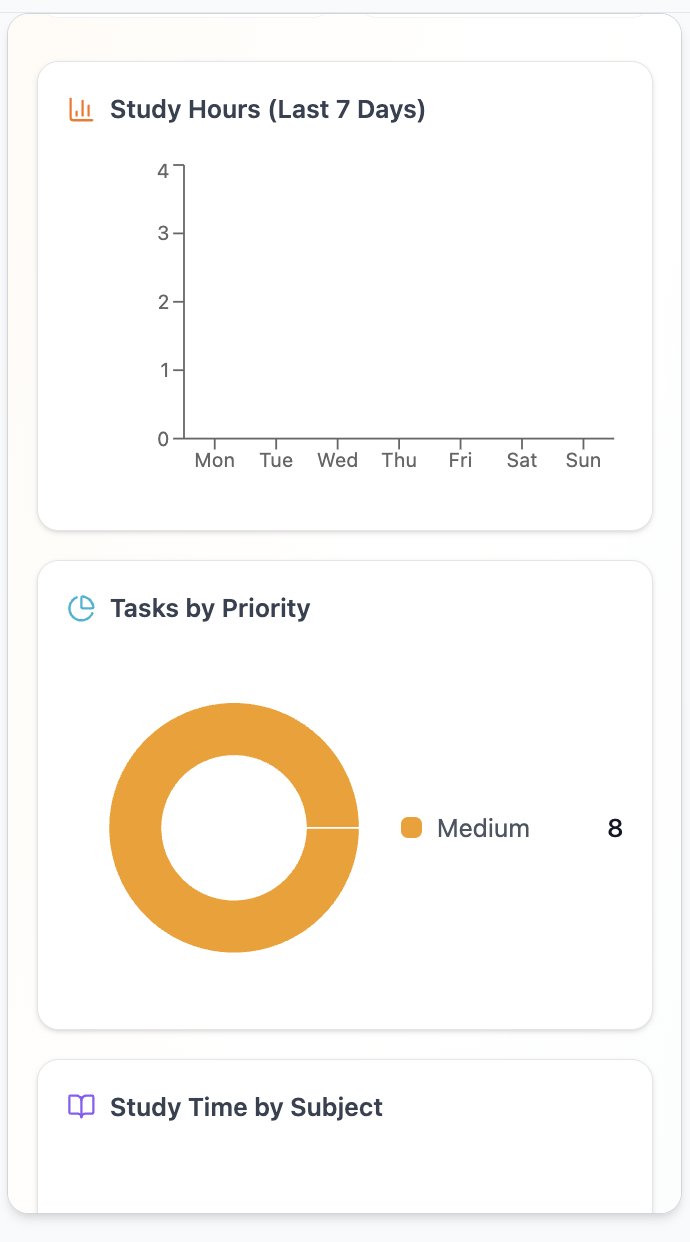 Study Hours (Last 7 Days)
4
3
2
1
0
Mon Tue Wed Thu Fri Sat Sun
Tasks by Priority
Medium 8
Study Time by Subject